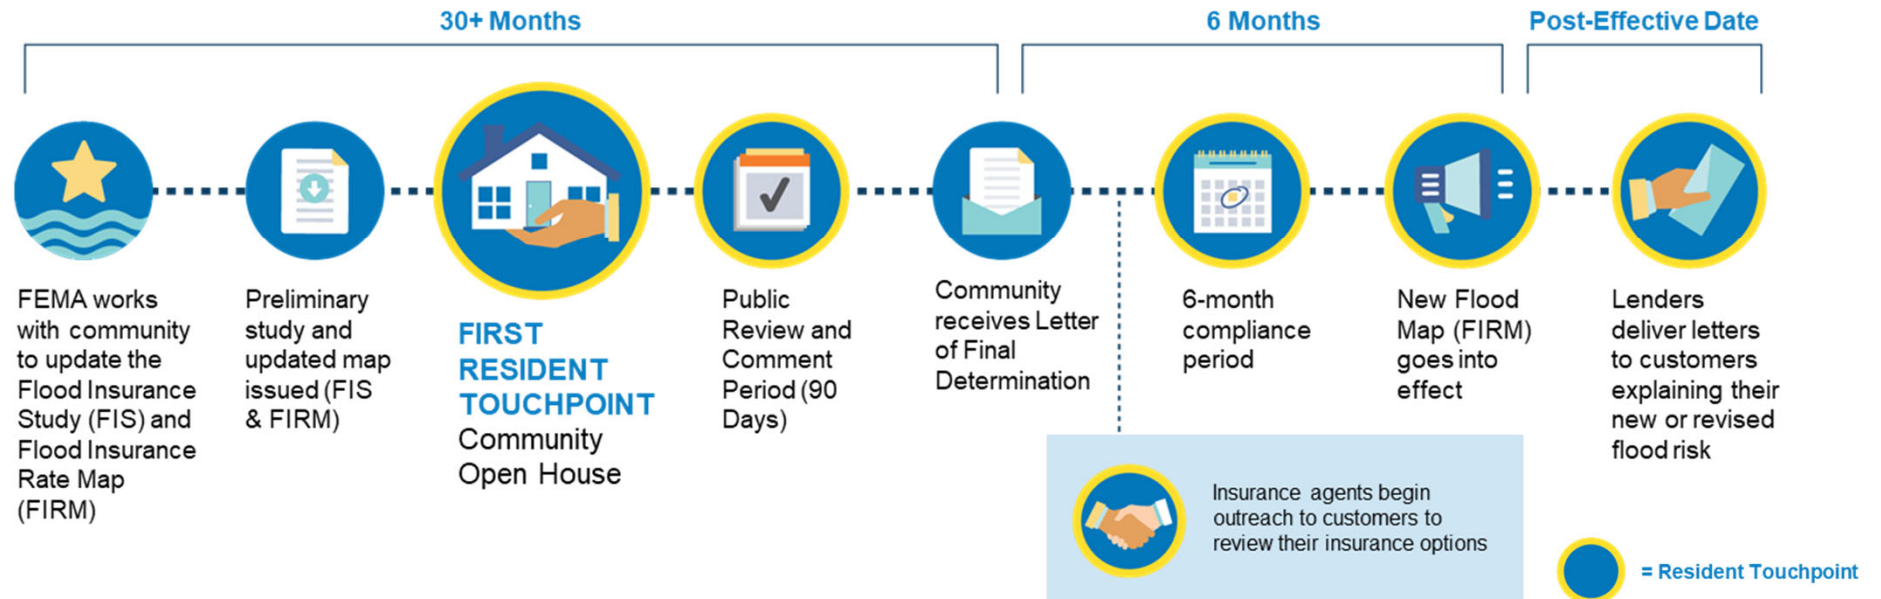 30+ Months
6 Months
Post-Effective Date
FEMA works
with community
to update the
Flood Insurance
Study (FIS) and
Flood Insurance
Rate Map
(FIRM)
Preliminary
study and
updated map
issued (FIS
& FIRM)
FIRST
RESIDENT
TOUCHPOINT
Community
Open House
Public
Review and
Comment
Period (90
Days)
Community
receives Letter
of Final
Determination
6-month
compliance
period
New Flood
Map (FIRM)
goes into
effect
Lenders
deliver letters
to customers
explaining their
new or revised
flood risk
Insurance agents begin
outreach to customers to
review their insurance options
= Resident Touchpoint